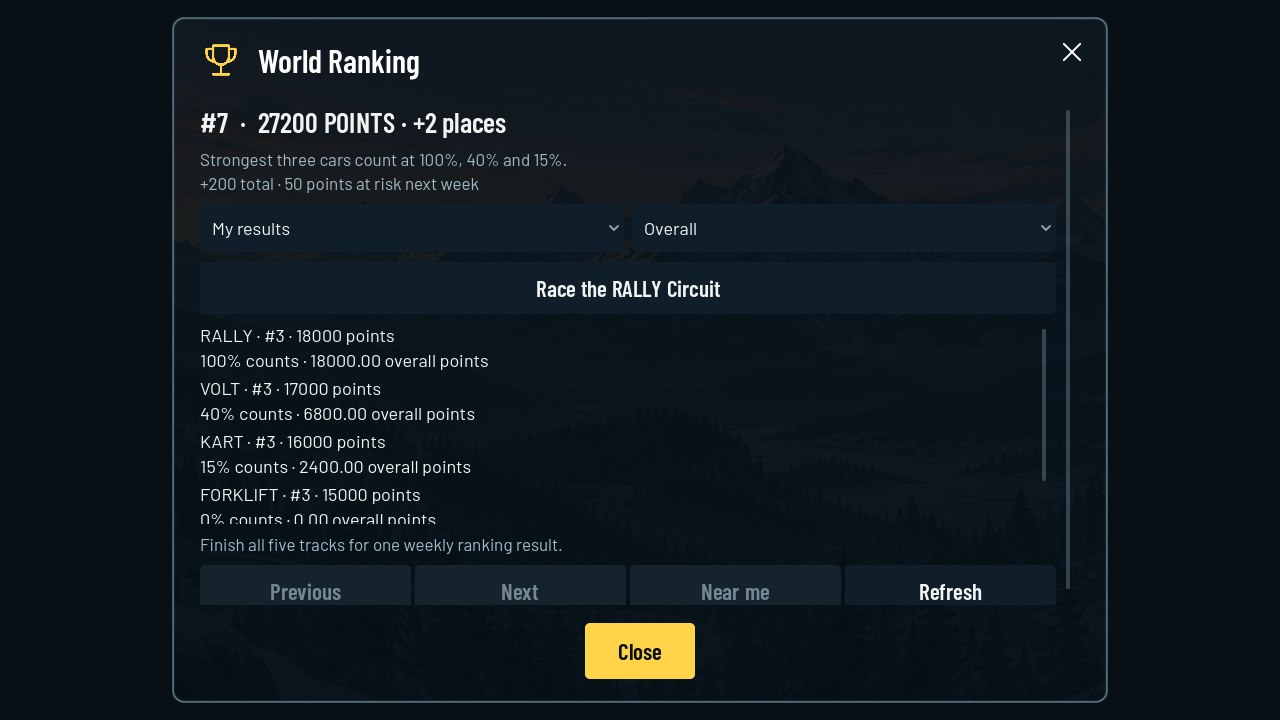 World Ranking
#7 · 27200 POINTS · +2 places
Strongest three cars count at 100%, 40% and 15%.
+200 total · 50 points at risk next week
My results
Overall
Race the RALLY Circuit
RALLY · #3 · 18000 points
100% counts · 18000.00 overall points
VOLT · #3 · 17000 points
40% counts · 6800.00 overall points
KART · #3 · 16000 points
15% counts · 2400.00 overall points
FORKLIFT · #3 · 15000 points
0% counts · 0.00 overall points
Finish all five tracks for one weekly ranking result.
Previous
Next
Near me
Refresh
Close